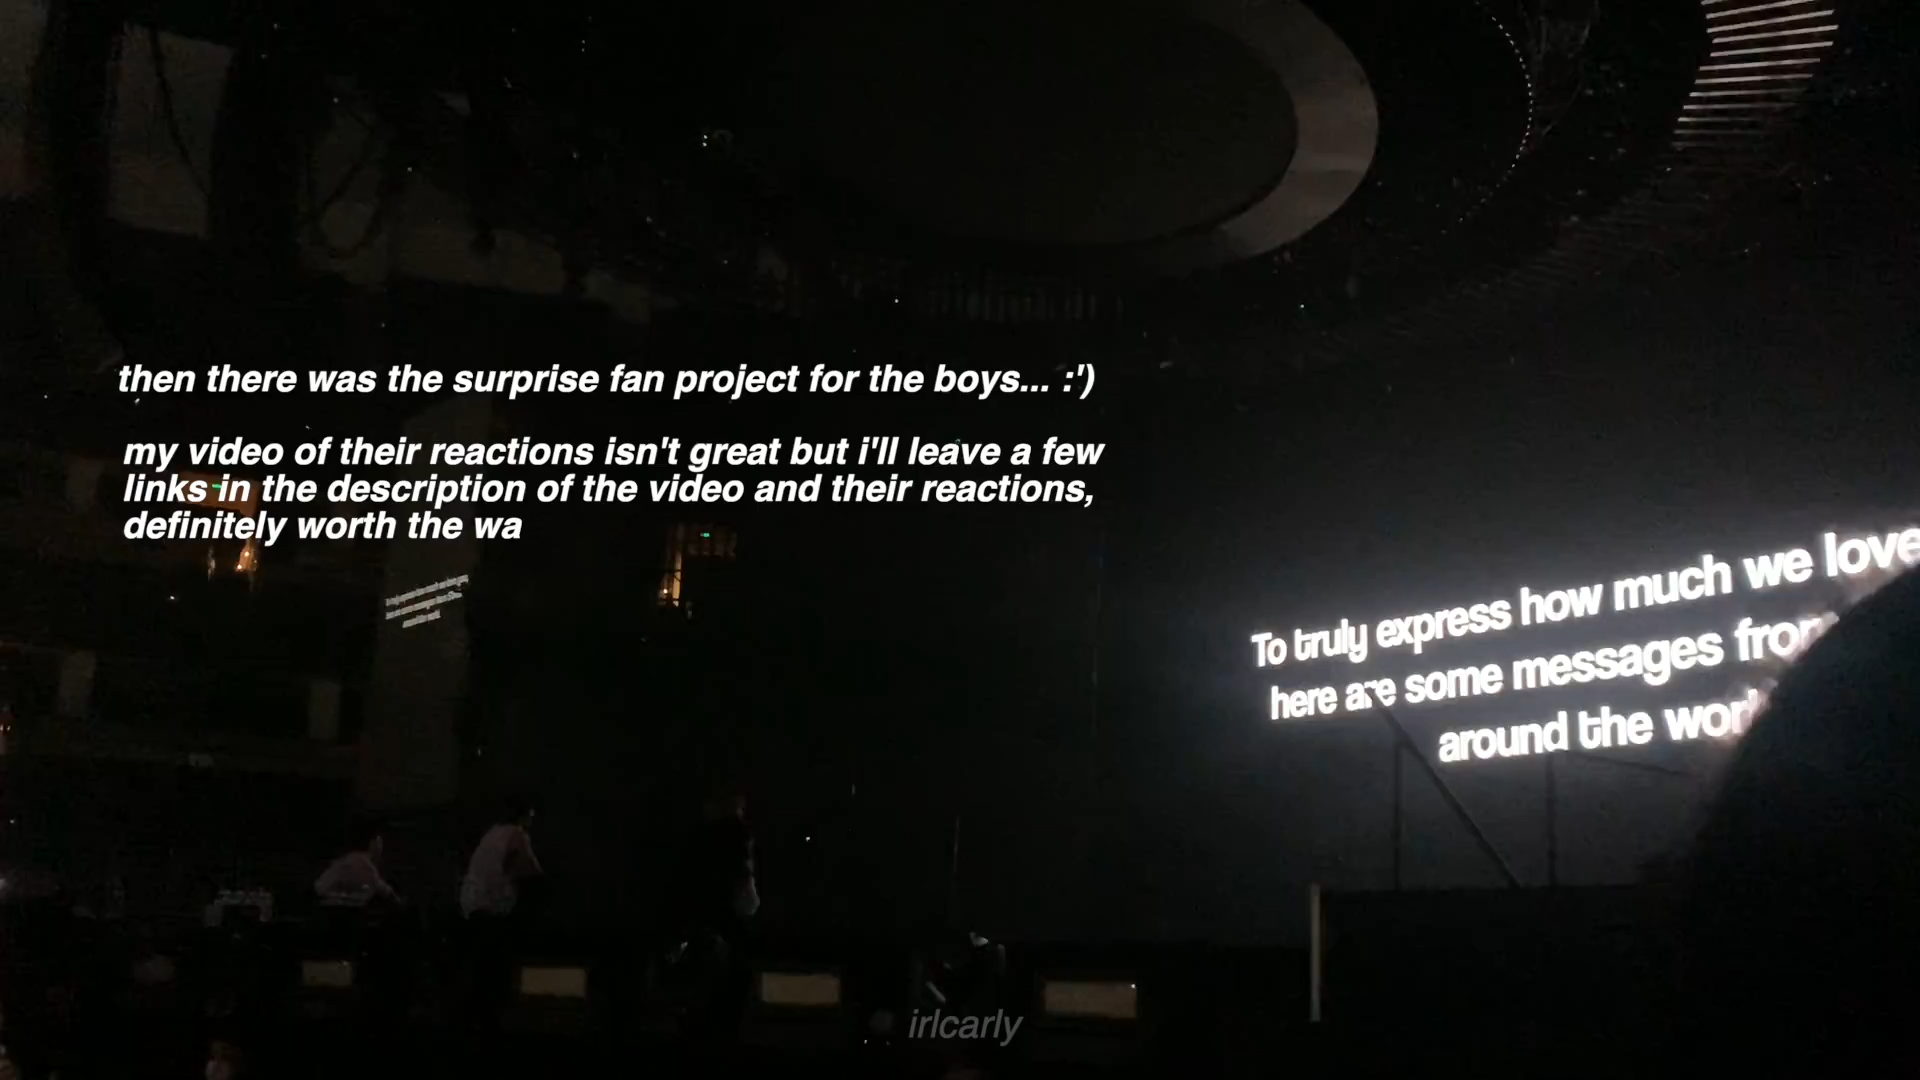 then there was the surprise fan project for the boys... :')
my video of their reactions isn't great but i'll leave a few
links in the description of the video and their reactions,
definitely worth the wa
To truly express how much we love
here are some messages from
around the wor
irlcarly